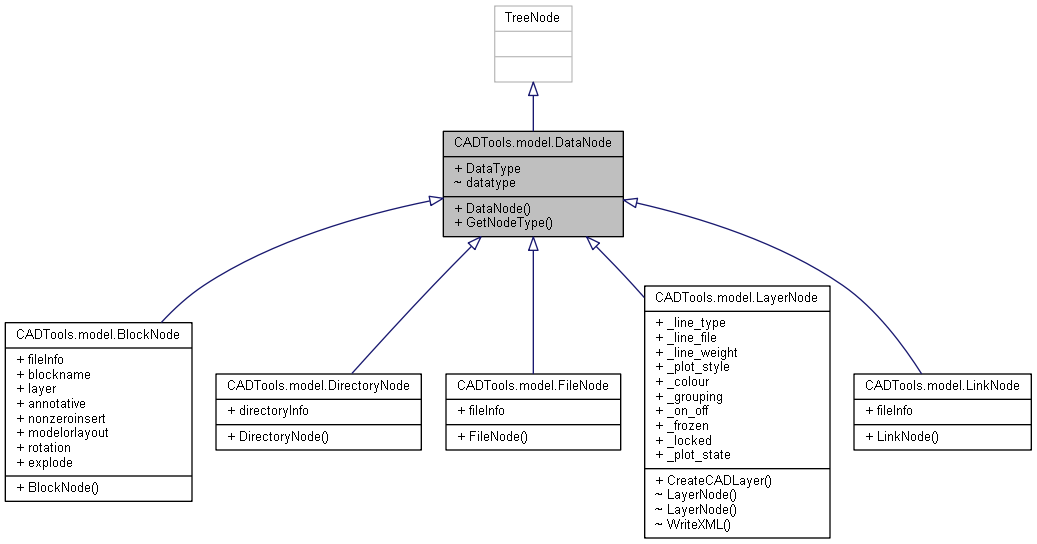 TreeNode
CADTools.model.DataNode
+ DataType
~ datatype
+ DataNode()
+ GetNodeType()
CADTools.model.BlockNode
+ fileInfo
+ blockname
+ layer
+ annotative
+ nonzeroinsert
+ modelorlayout
+ rotation
+ explode
+ BlockNode()
CADTools.model.DirectoryNode
+ directoryInfo
+ DirectoryNode()
CADTools.model.FileNode
+ fileInfo
+ FileNode()
CADTools.model.LayerNode
+ _line_type
+ _line_file
+ _line_weight
+ _plot_style
+ _colour
+ _grouping
+ _on_off
+ _frozen
+ _locked
+ _plot_state
+ CreateCADLayer()
~ LayerNode()
~ LayerNode()
~ WriteXML()
CADTools.model.LinkNode
+ fileInfo
+ LinkNode()